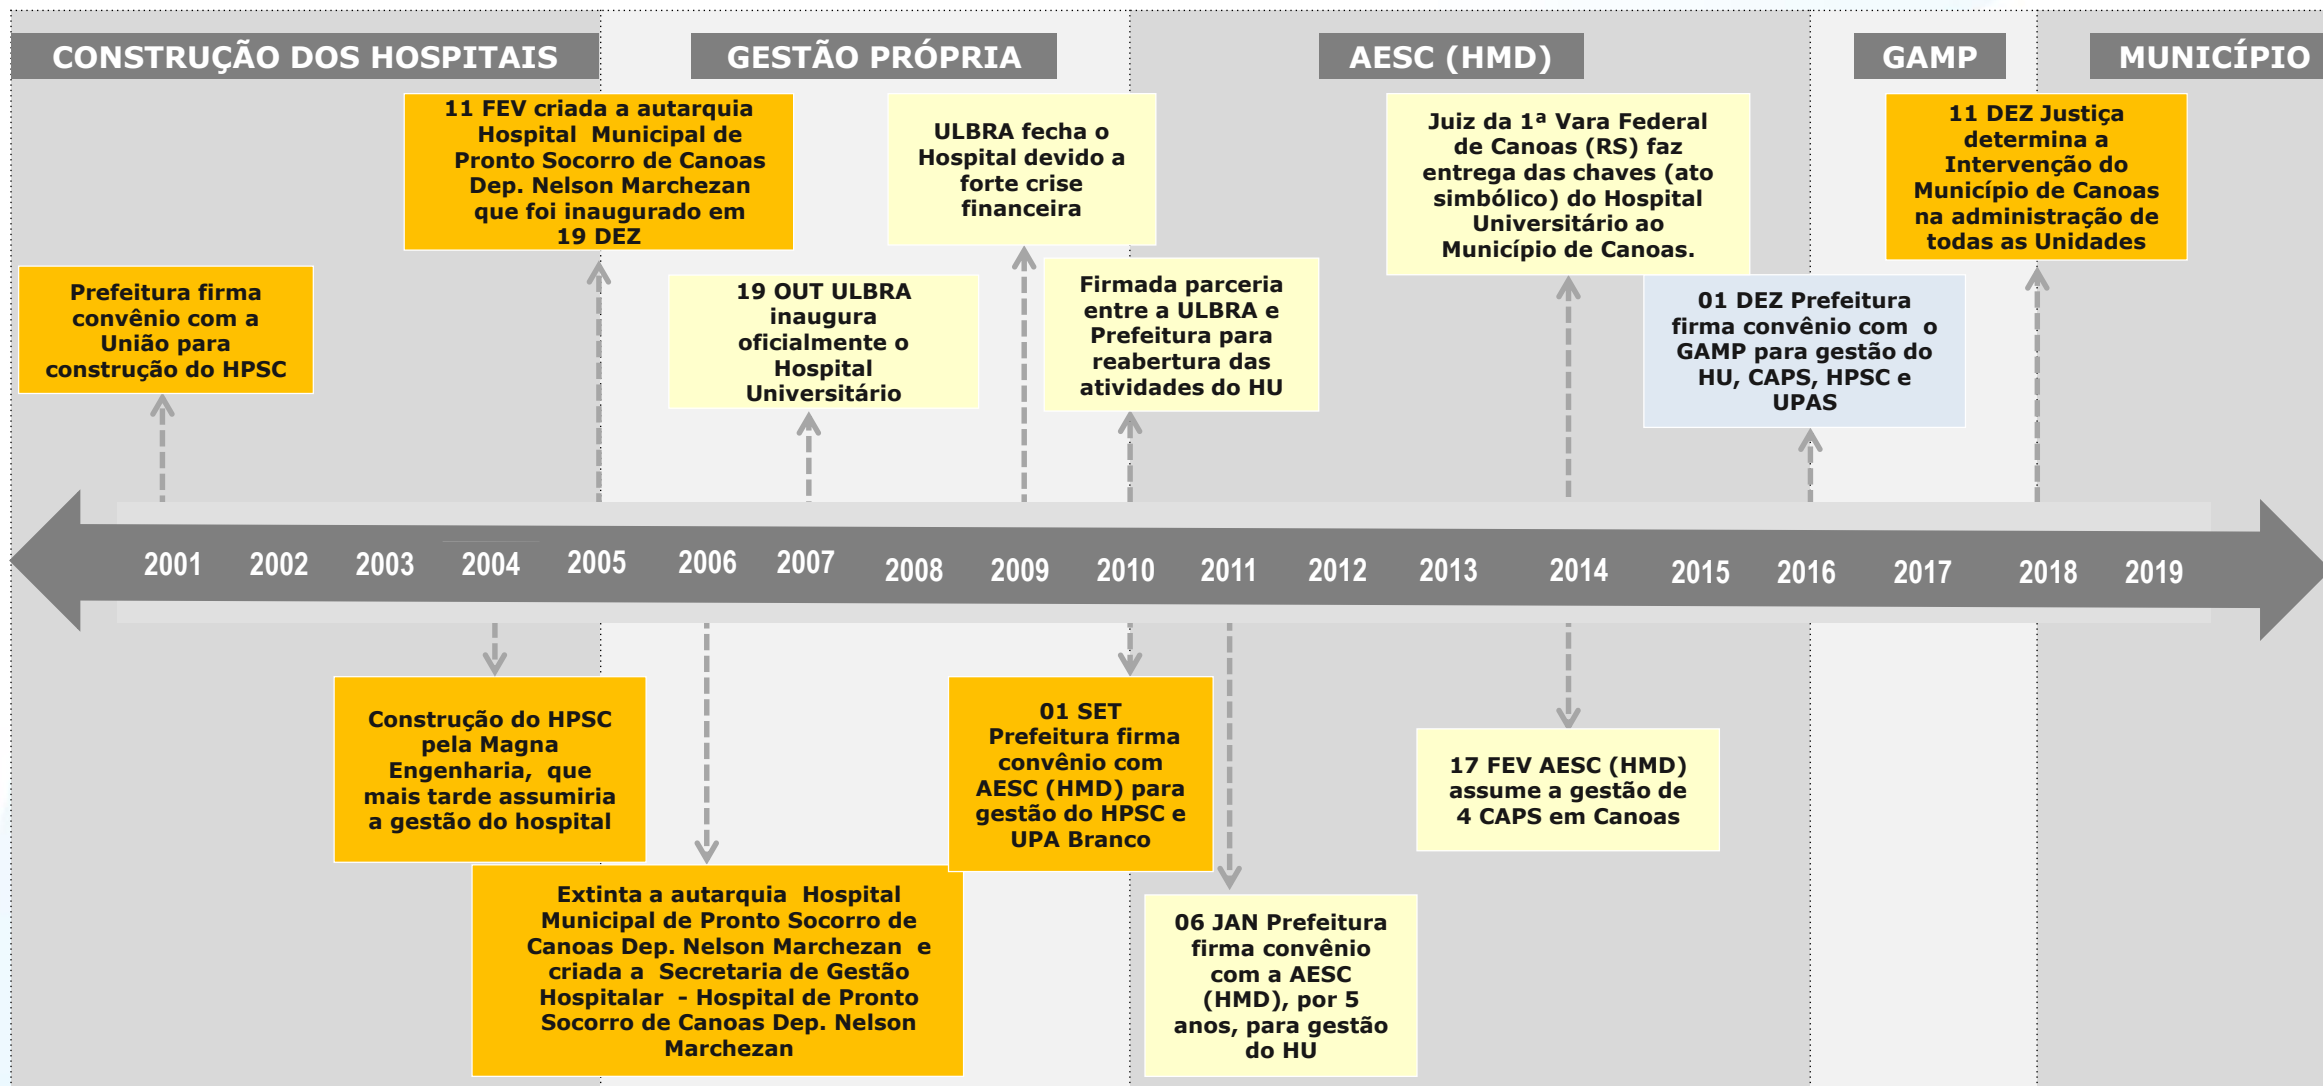 CONSTRUÇÃO DOS HOSPITAIS
GESTÃO PRÓPRIA
AESC (HMD)
GAMP
MUNICÍPIO
11 FEV criada a autarquia
Hospital Municipal de
Pronto Socorro de Canoas
Dep. Nelson Marchezan
que foi inaugurado em
19 DEZ
ULBRA fecha o
Hospital devido a
forte crise
financeira
Juiz da 1ª Vara Federal
de Canoas (RS) faz
entrega das chaves (ato
simbólico) do Hospital
Universitário ao
Município de Canoas.
11 DEZ Justiça
determina a
Intervenção do
Município de Canoas
na administração de
todas as Unidades
Prefeitura firma
convênio com a
União para
construção do HPSC
19 OUT ULBRA
inaugura
oficialmente o
Hospital
Universitário
Firmada parceria
entre a ULBRA e
Prefeitura para
reabertura das
atividades do HU
01 DEZ Prefeitura
firma convênio com o
GAMP para gestão do
HU, CAPS, HPSC e
UPAS
2001 2002 2003 2004 2005 2006 2007 2008 2009 2010 2011 2012 2013 2014 2015 2016 2017 2018 2019
Construção do HPSC
pela Magna
Engenharia, que
mais tarde assumiria
a gestão do hospital
01 SET
Prefeitura firma
convênio com
AESC (HMD) para
gestão do HPSC e
UPA Branco
17 FEV AESC (HMD)
assume a gestão de
4 CAPS em Canoas
Extinta a autarquia Hospital
Municipal de Pronto Socorro de
Canoas Dep. Nelson Marchezan e
criada a Secretaria de Gestão
Hospitalar - Hospital de Pronto
Socorro de Canoas Dep. Nelson
Marchezan
06 JAN Prefeitura
firma convênio
com a AESC
(HMD), por 5
anos, para gestão
do HU